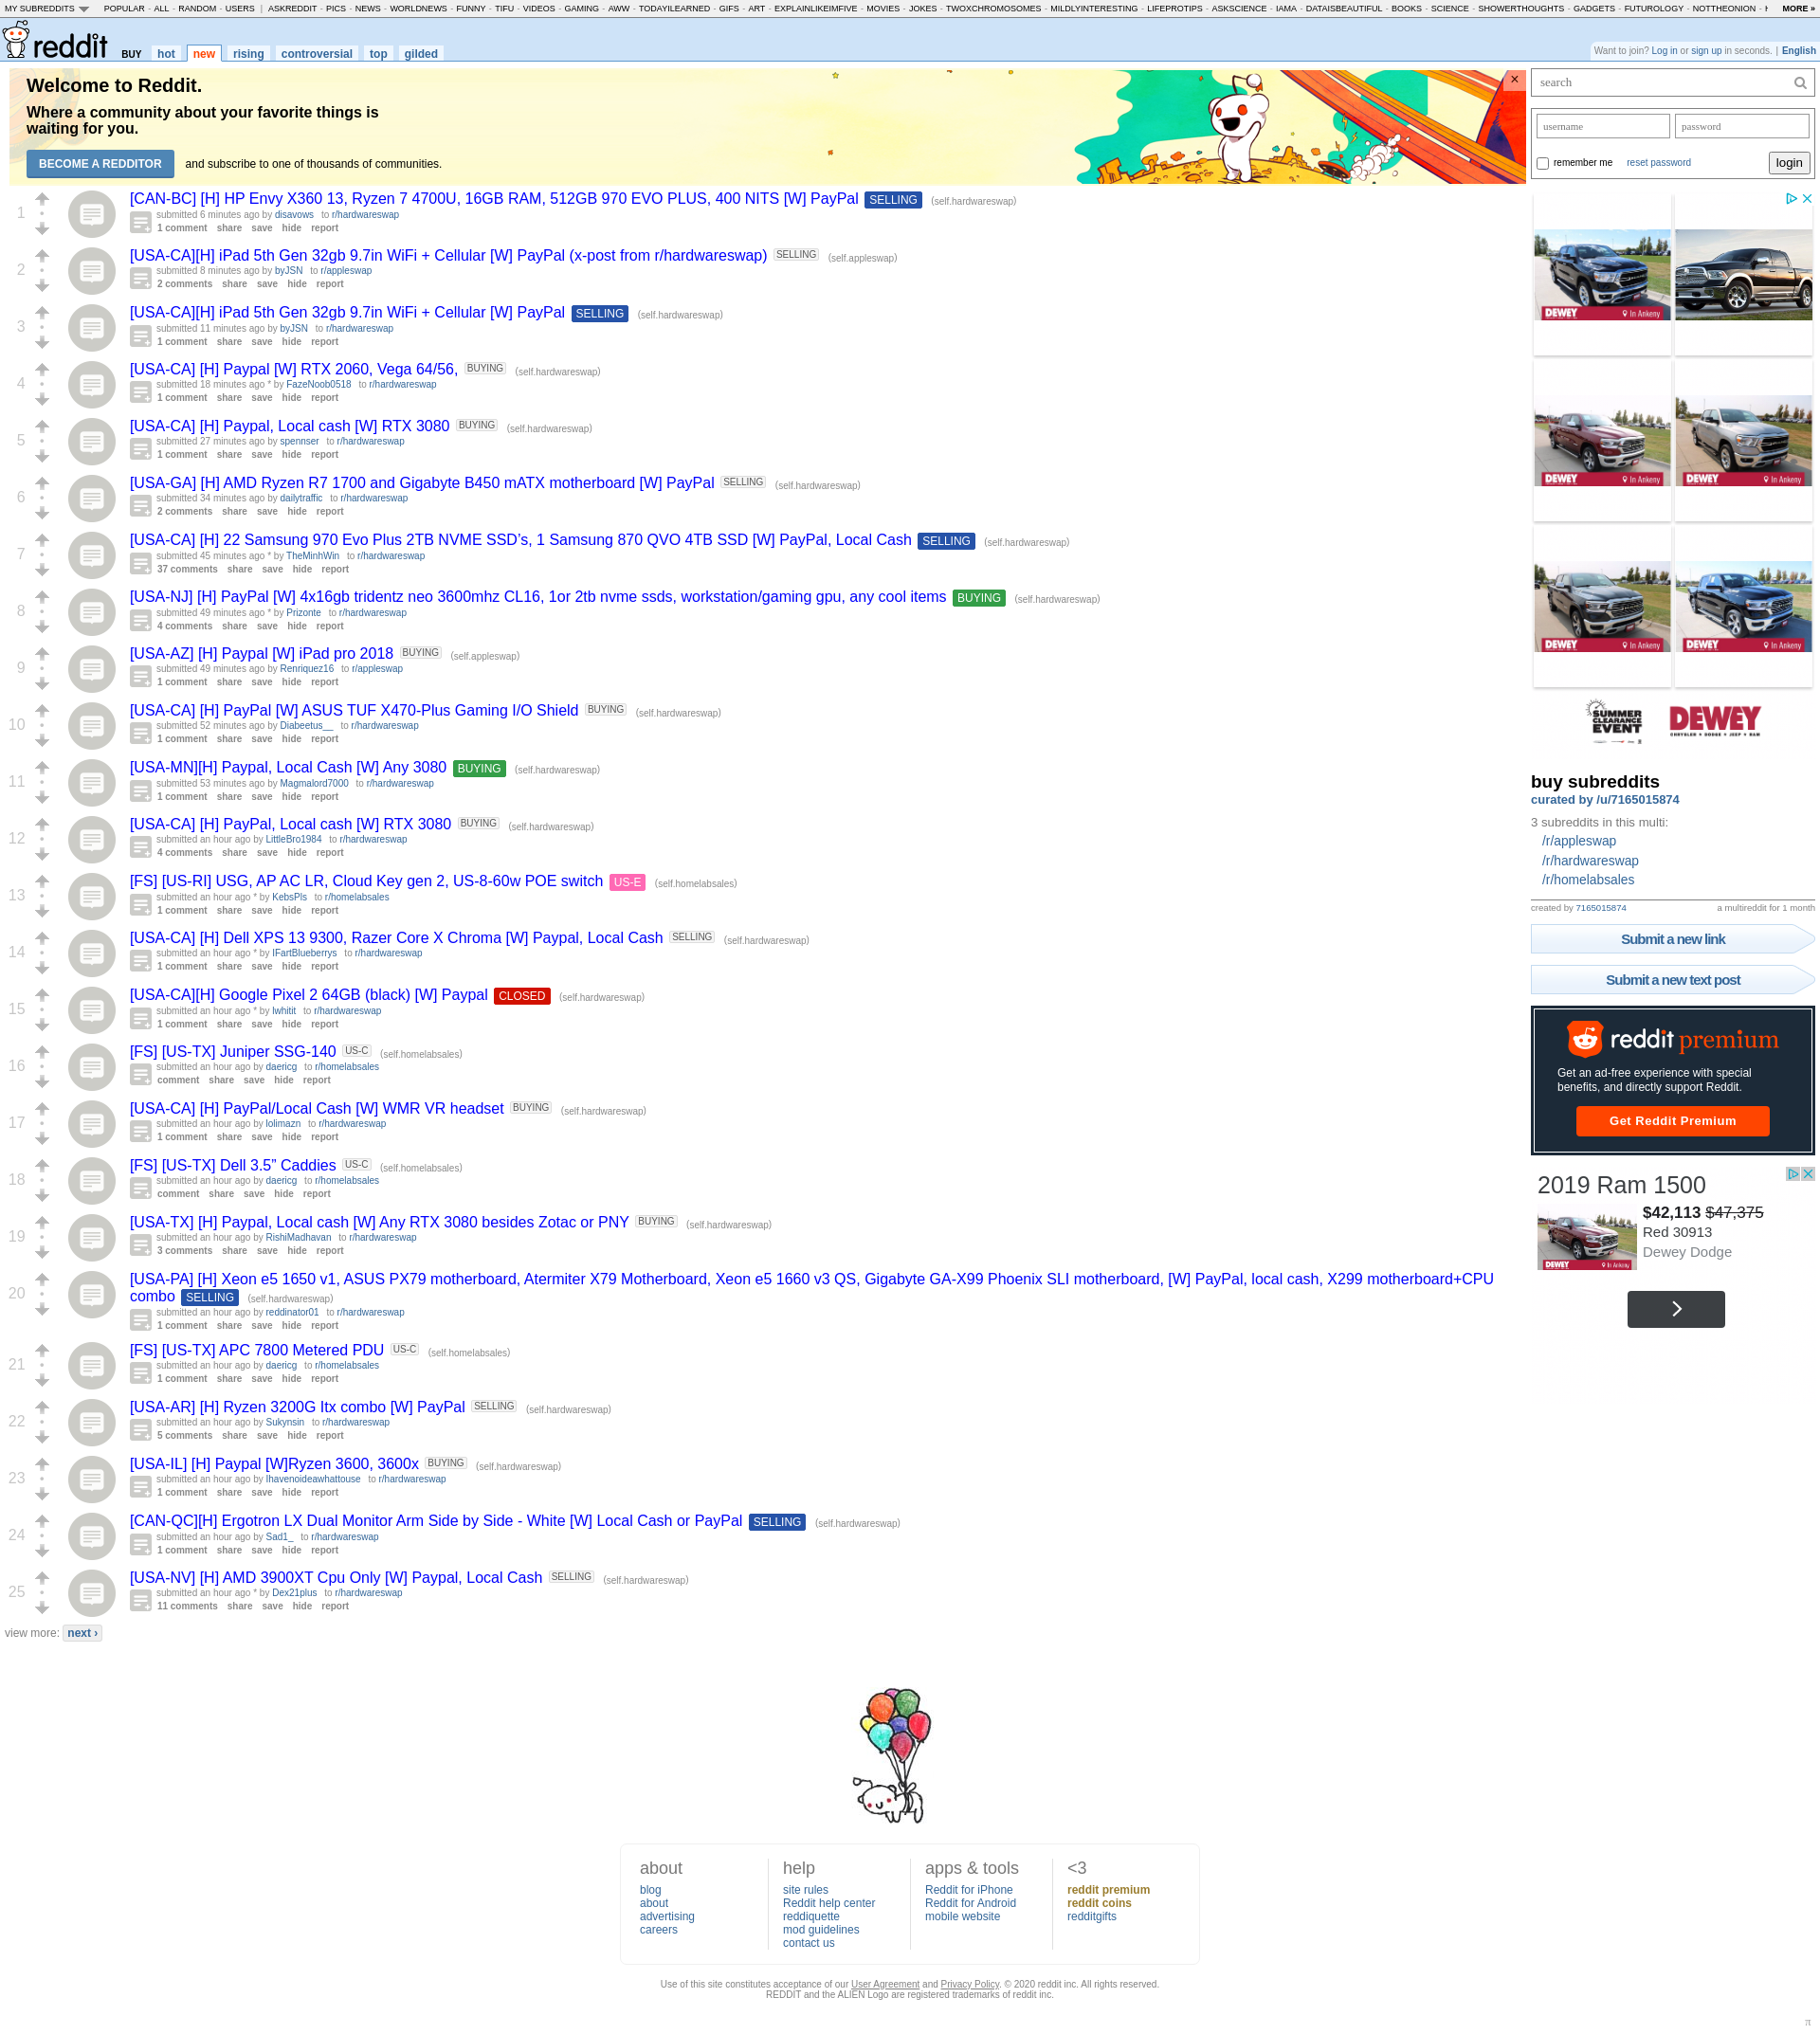 MY SUBREDDITS POPULAR - ALL - RANDOM - USERS | ASKREDDIT - PICS - NEWS - WORLDNEWS - FUNNY - TIFU - VIDEOS - GAMING - AWW - TODAYILEARNED - GIFS - ART - EXPLAINLIKEIMFIVE - MOVIES - JOKES - TWOXCHROMOSOMES - MILDLYINTERESTING - LIFEPROTIPS - ASKSCIENCE - IAMA - DATAISBEAUTIFUL - BOOKS - SCIENCE - SHOWERTHOUGHTS - GADGETS - FUTUROLOGY - NOTTHEONION - MORE »
reddit BUY hot new rising controversial top gilded
Want to join? Log in or sign up in seconds. | English
Welcome to Reddit.
Where a community about your favorite things is
waiting for you.
BECOME A REDDITOR and subscribe to one of thousands of communities.
1
[CAN-BC] [H] HP Envy X360 13, Ryzen 7 4700U, 16GB RAM, 512GB 970 EVO PLUS, 400 NITS [W] PayPal SELLING (self.hardwareswap)
submitted 6 minutes ago by disavows to r/hardwareswap
1 comment share save hide report
2
[USA-CA][H] iPad 5th Gen 32gb 9.7in WiFi + Cellular [W] PayPal (x-post from r/hardwareswap) SELLING (self.appleswap)
submitted 8 minutes ago by byJSN to r/appleswap
2 comments share save hide report
3
[USA-CA][H] iPad 5th Gen 32gb 9.7in WiFi + Cellular [W] PayPal SELLING (self.hardwareswap)
submitted 11 minutes ago by byJSN to r/hardwareswap
1 comment share save hide report
4
[USA-CA] [H] Paypal [W] RTX 2060, Vega 64/56, BUYING (self.hardwareswap)
submitted 18 minutes ago * by FazeNoob0518 to r/hardwareswap
1 comment share save hide report
5
[USA-CA] [H] Paypal, Local cash [W] RTX 3080 BUYING (self.hardwareswap)
submitted 27 minutes ago by spennser to r/hardwareswap
1 comment share save hide report
6
[USA-GA] [H] AMD Ryzen R7 1700 and Gigabyte B450 mATX motherboard [W] PayPal SELLING (self.hardwareswap)
submitted 34 minutes ago by dailytraffic to r/hardwareswap
2 comments share save hide report
7
[USA-CA] [H] 22 Samsung 970 Evo Plus 2TB NVME SSD’s, 1 Samsung 870 QVO 4TB SSD [W] PayPal, Local Cash SELLING (self.hardwareswap)
submitted 45 minutes ago * by TheMinhWin to r/hardwareswap
37 comments share save hide report
8
[USA-NJ] [H] PayPal [W] 4x16gb tridentz neo 3600mhz CL16, 1or 2tb nvme ssds, workstation/gaming gpu, any cool items BUYING (self.hardwareswap)
submitted 49 minutes ago * by Prizonte to r/hardwareswap
4 comments share save hide report
9
[USA-AZ] [H] Paypal [W] iPad pro 2018 BUYING (self.appleswap)
submitted 49 minutes ago by Renriquez16 to r/appleswap
1 comment share save hide report
10
[USA-CA] [H] PayPal [W] ASUS TUF X470-Plus Gaming I/O Shield BUYING (self.hardwareswap)
submitted 52 minutes ago by Diabeetus__ to r/hardwareswap
1 comment share save hide report
11
[USA-MN][H] Paypal, Local Cash [W] Any 3080 BUYING (self.hardwareswap)
submitted 53 minutes ago by Magmalord7000 to r/hardwareswap
1 comment share save hide report
12
[USA-CA] [H] PayPal, Local cash [W] RTX 3080 BUYING (self.hardwareswap)
submitted an hour ago by LittleBro1984 to r/hardwareswap
4 comments share save hide report
13
[FS] [US-RI] USG, AP AC LR, Cloud Key gen 2, US-8-60w POE switch US-E (self.homelabsales)
submitted an hour ago * by KebsPls to r/homelabsales
1 comment share save hide report
14
[USA-CA] [H] Dell XPS 13 9300, Razer Core X Chroma [W] Paypal, Local Cash SELLING (self.hardwareswap)
submitted an hour ago * by IFartBlueberrys to r/hardwareswap
1 comment share save hide report
15
[USA-CA][H] Google Pixel 2 64GB (black) [W] Paypal CLOSED (self.hardwareswap)
submitted an hour ago * by lwhitit to r/hardwareswap
1 comment share save hide report
16
[FS] [US-TX] Juniper SSG-140 US-C (self.homelabsales)
submitted an hour ago by daericg to r/homelabsales
comment share save hide report
17
[USA-CA] [H] PayPal/Local Cash [W] WMR VR headset BUYING (self.hardwareswap)
submitted an hour ago by lolimazn to r/hardwareswap
1 comment share save hide report
18
[FS] [US-TX] Dell 3.5” Caddies US-C (self.homelabsales)
submitted an hour ago by daericg to r/homelabsales
comment share save hide report
19
[USA-TX] [H] Paypal, Local cash [W] Any RTX 3080 besides Zotac or PNY BUYING (self.hardwareswap)
submitted an hour ago by RishiMadhavan to r/hardwareswap
3 comments share save hide report
20
[USA-PA] [H] Xeon e5 1650 v1, ASUS PX79 motherboard, Atermiter X79 Motherboard, Xeon e5 1660 v3 QS, Gigabyte GA-X99 Phoenix SLI motherboard, [W] PayPal, local cash, X299 motherboard+CPU
combo SELLING (self.hardwareswap)
submitted an hour ago by reddinator01 to r/hardwareswap
1 comment share save hide report
21
[FS] [US-TX] APC 7800 Metered PDU US-C (self.homelabsales)
submitted an hour ago by daericg to r/homelabsales
1 comment share save hide report
22
[USA-AR] [H] Ryzen 3200G Itx combo [W] PayPal SELLING (self.hardwareswap)
submitted an hour ago by Sukynsin to r/hardwareswap
5 comments share save hide report
23
[USA-IL] [H] Paypal [W]Ryzen 3600, 3600x BUYING (self.hardwareswap)
submitted an hour ago by Ihavenoideawhattouse to r/hardwareswap
1 comment share save hide report
24
[CAN-QC][H] Ergotron LX Dual Monitor Arm Side by Side - White [W] Local Cash or PayPal SELLING (self.hardwareswap)
submitted an hour ago by Sad1_ to r/hardwareswap
1 comment share save hide report
25
[USA-NV] [H] AMD 3900XT Cpu Only [W] Paypal, Local Cash SELLING (self.hardwareswap)
submitted an hour ago * by Dex21plus to r/hardwareswap
11 comments share save hide report
view more: next ›
search
username password
remember me reset password login
DEWEY In Ankeny
DEWEY In Ankeny
DEWEY In Ankeny
DEWEY In Ankeny
DEWEY In Ankeny
SUMMER
CLEARANCE
EVENT
DEWEY
CHRYSLER • DODGE • JEEP • RAM
buy subreddits
curated by /u/7165015874
3 subreddits in this multi:
/r/appleswap
/r/hardwareswap
/r/homelabsales
created by 7165015874 a multireddit for 1 month
Submit a new link
Submit a new text post
reddit premium
Get an ad-free experience with special
benefits, and directly support Reddit.
Get Reddit Premium
2019 Ram 1500
$42,113 $47,375
Red 30913
Dewey Dodge
DEWEY In Ankeny
about
blog
about
advertising
careers
help
site rules
Reddit help center
reddiquette
mod guidelines
contact us
apps & tools
Reddit for iPhone
Reddit for Android
mobile website
<3
reddit premium
reddit coins
redditgifts
Use of this site constitutes acceptance of our User Agreement and Privacy Policy. © 2020 reddit inc. All rights reserved.
REDDIT and the ALIEN Logo are registered trademarks of reddit inc.
π